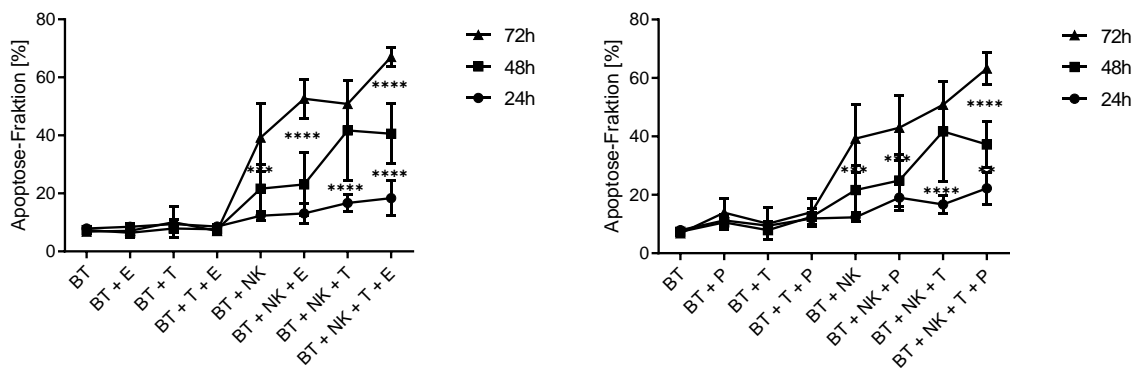 80
60
40
20
0
Apoptose-Fraktion [%]
****
****
***
****
****
BT
BT + E
BT + T
BT + T + E
BT + NK
BT + NK + E
BT + NK + T
BT + NK + T + E
72h
48h
24h
80
60
40
20
0
Apoptose-Fraktion [%]
****
***
***
**
****
BT
BT + P
BT + T
BT + T + P
BT + NK
BT + NK + P
BT + NK + T
BT + NK + T + P
72h
48h
24h